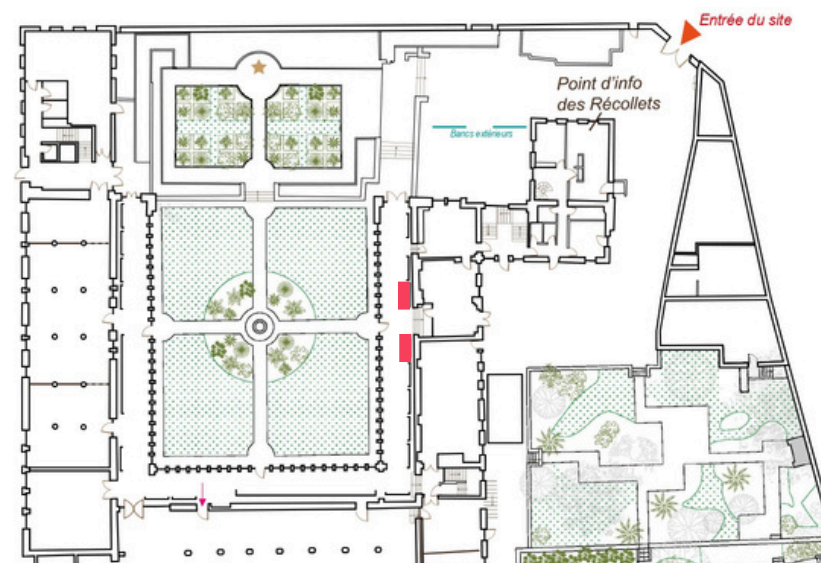 Entrée du site
Point d'info
des Récollets
Bancs extérieurs